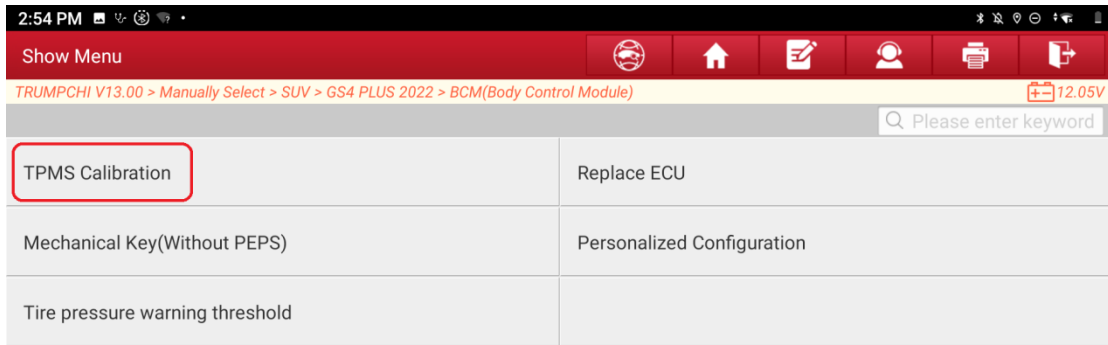 2:54 PM
Show Menu
TRUMPCHI V13.00 > Manually Select > SUV > GS4 PLUS 2022 > BCM(Body Control Module)
12.05V
Please enter keyword
TPMS Calibration
Replace ECU
Mechanical Key(Without PEPS)
Personalized Configuration
Tire pressure warning threshold